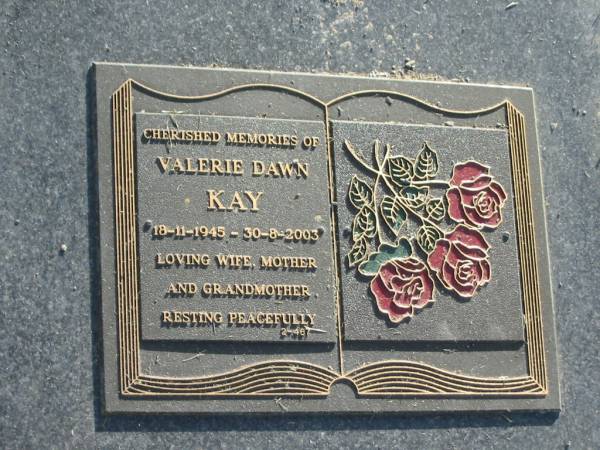 CHERISHED MEMORIES OF
VALERIE DAWN
KAY
18-11-1945 - 30-8-2003
LOVING WIFE, MOTHER
AND GRANDMOTHER
RESTING PEACEFULLY